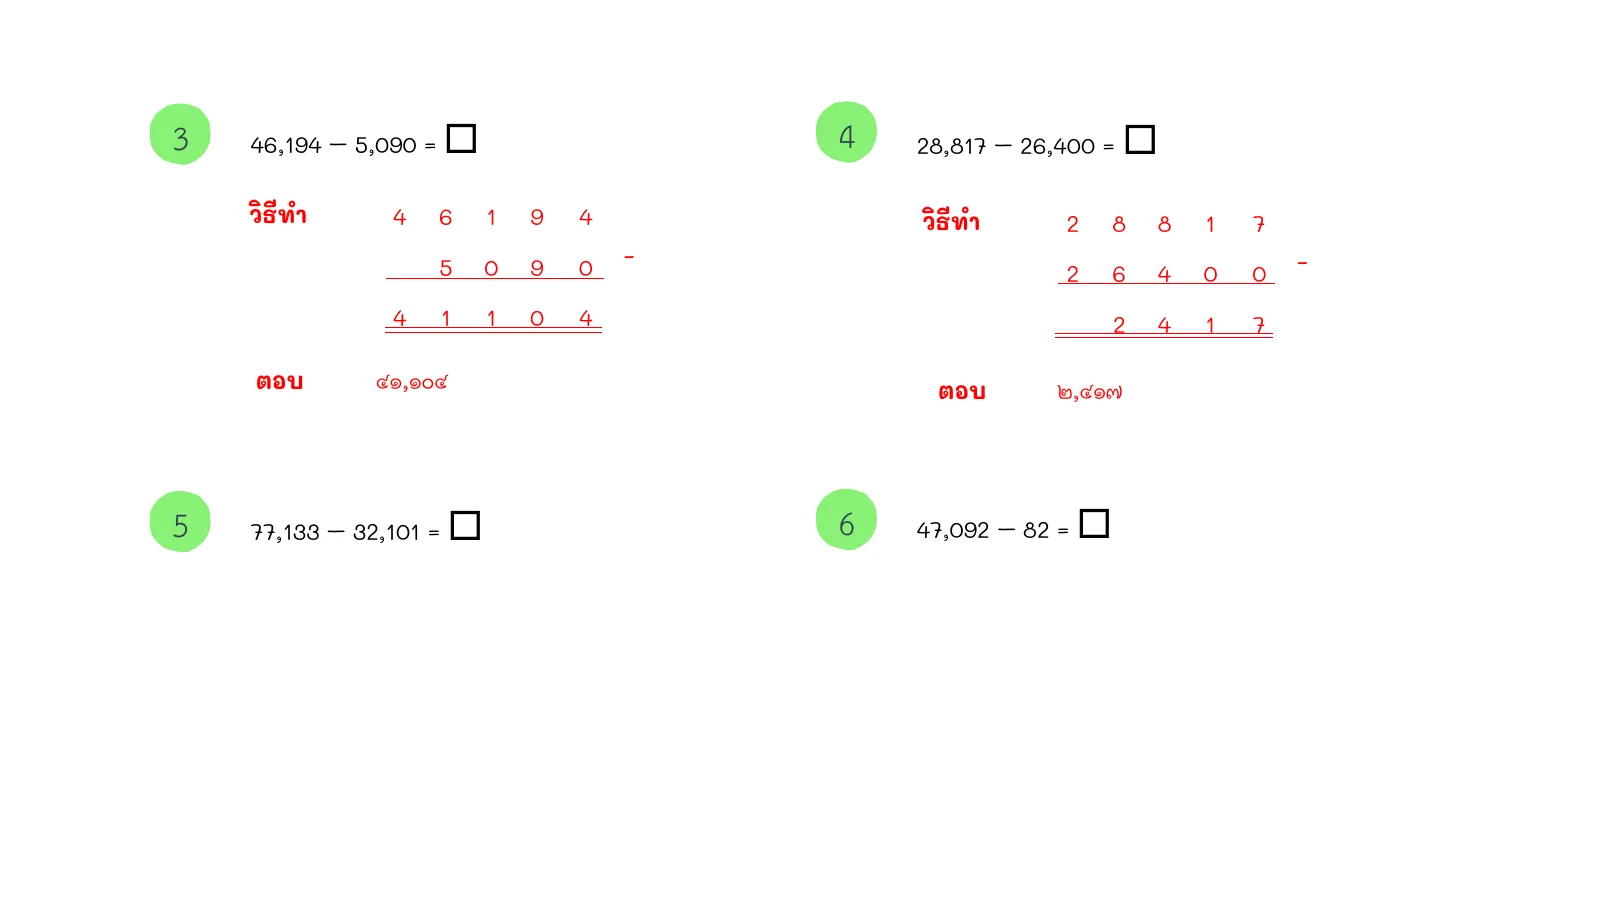 3
46,194 – 5,090 = □
วิธีทำ 4 6 1 9 4
-
5 0 9 0
4 1 1 0 4
ตอบ ๔๑,๑๐๔
4
28,817 – 26,400 = □
วิธีทำ 2 8 8 1 7
-
2 6 4 0 0
2 4 1 7
ตอบ ๒,๔๑๗
5
77,133 – 32,101 = □
6
47,092 – 82 = □